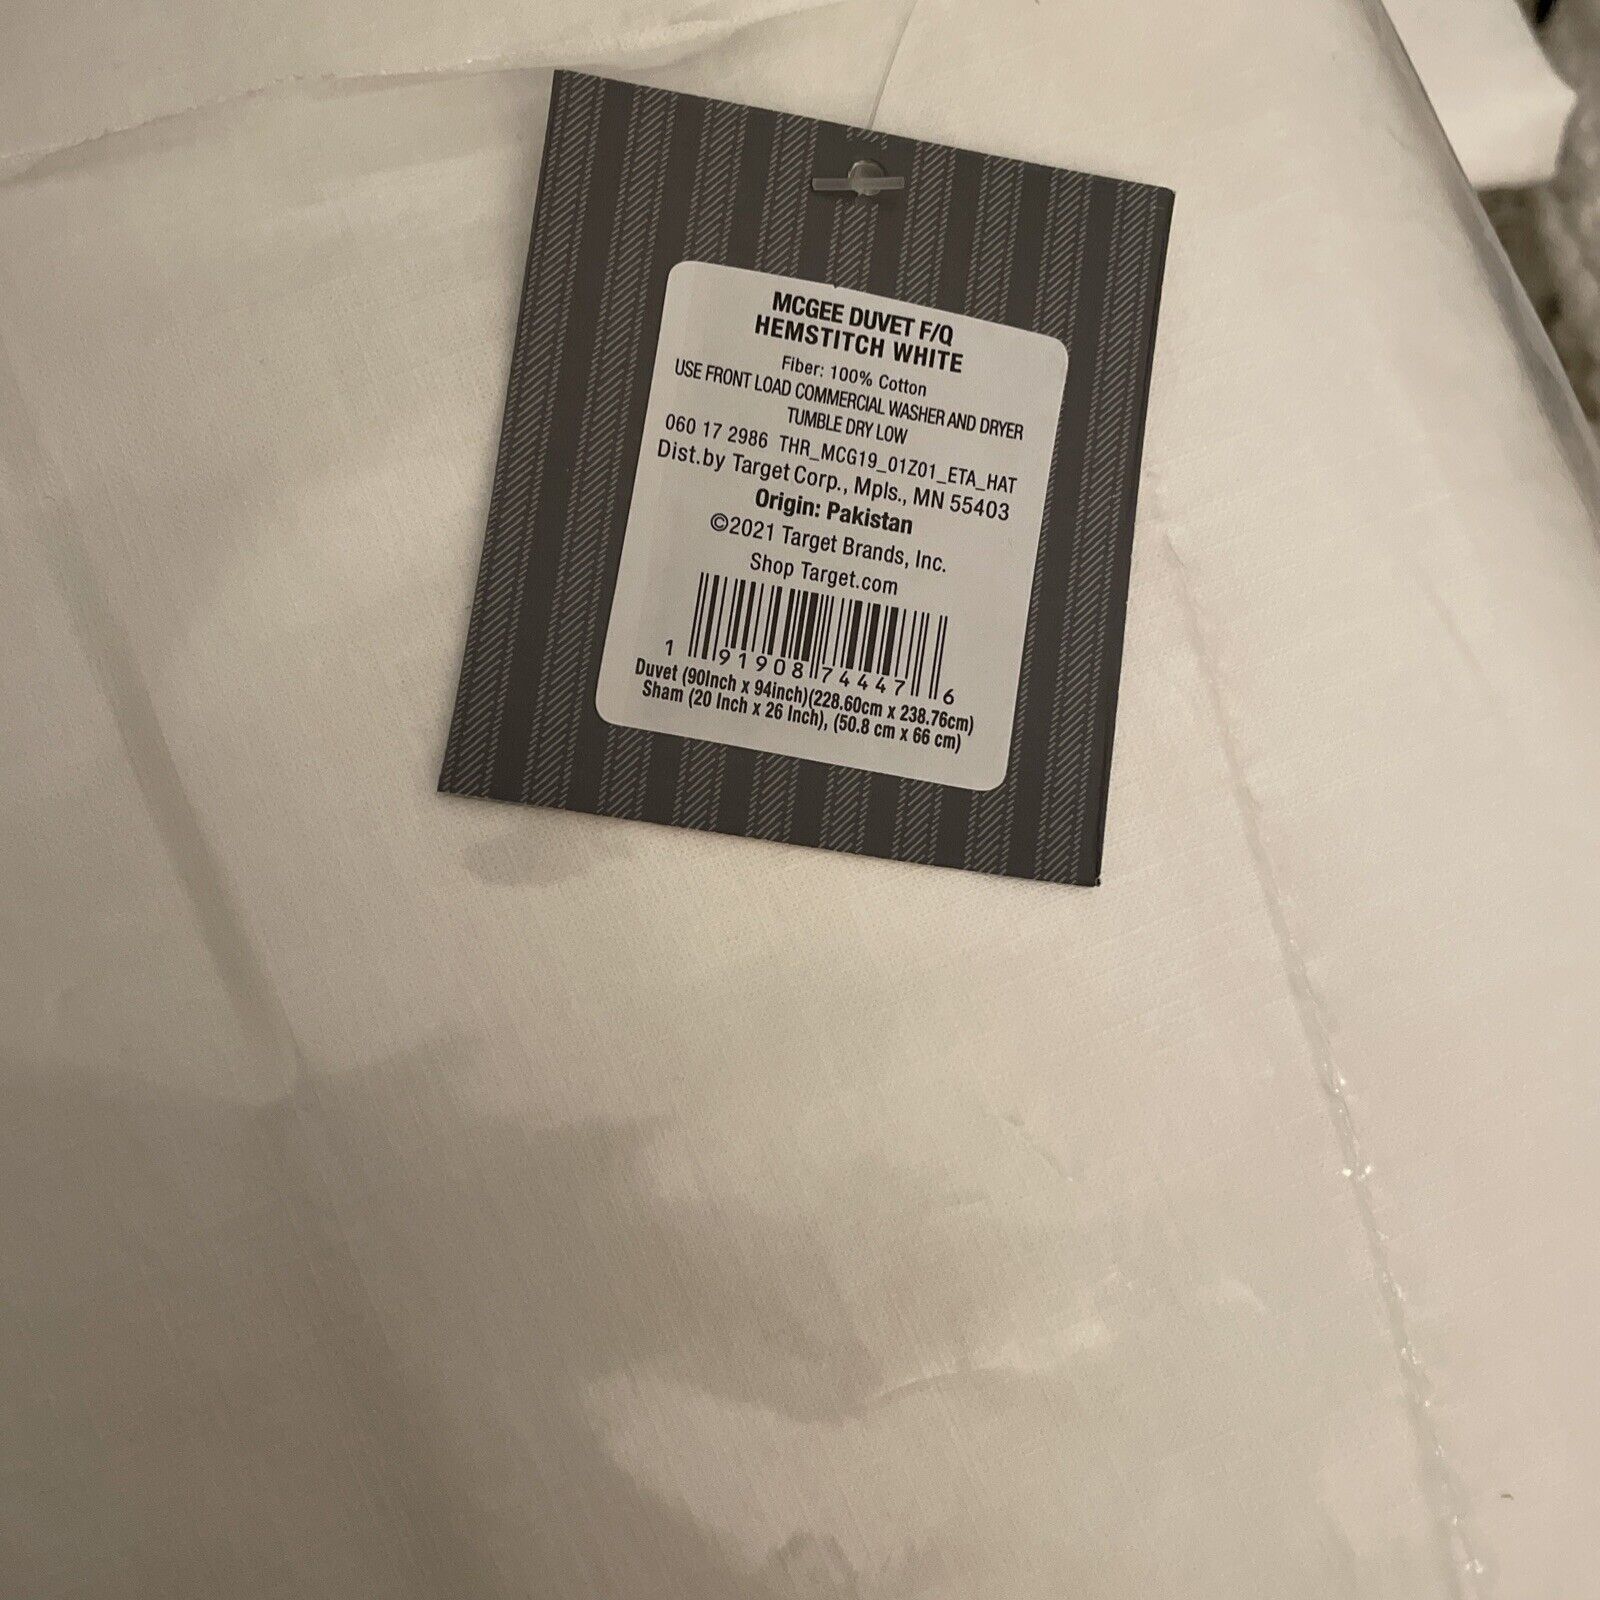 MCGEE DUVET F/Q
HEMSTITCH WHITE
Fiber: 100% Cotton
USE FRONT LOAD COMMERCIAL WASHER AND DRYER
TUMBLE DRY LOW
060 17 2986 THR_MCG19_01Z01_ETA_HAT
Dist.by Target Corp., Mpls., MN 55403
Origin: Pakistan
©2021 Target Brands, Inc.
Shop Target.com
1 91908 74447 6
Duvet (90Inch x 94inch)(228.60cm x 238.76cm)
Sham (20 Inch x 26 Inch), (50.8 cm x 66 cm)